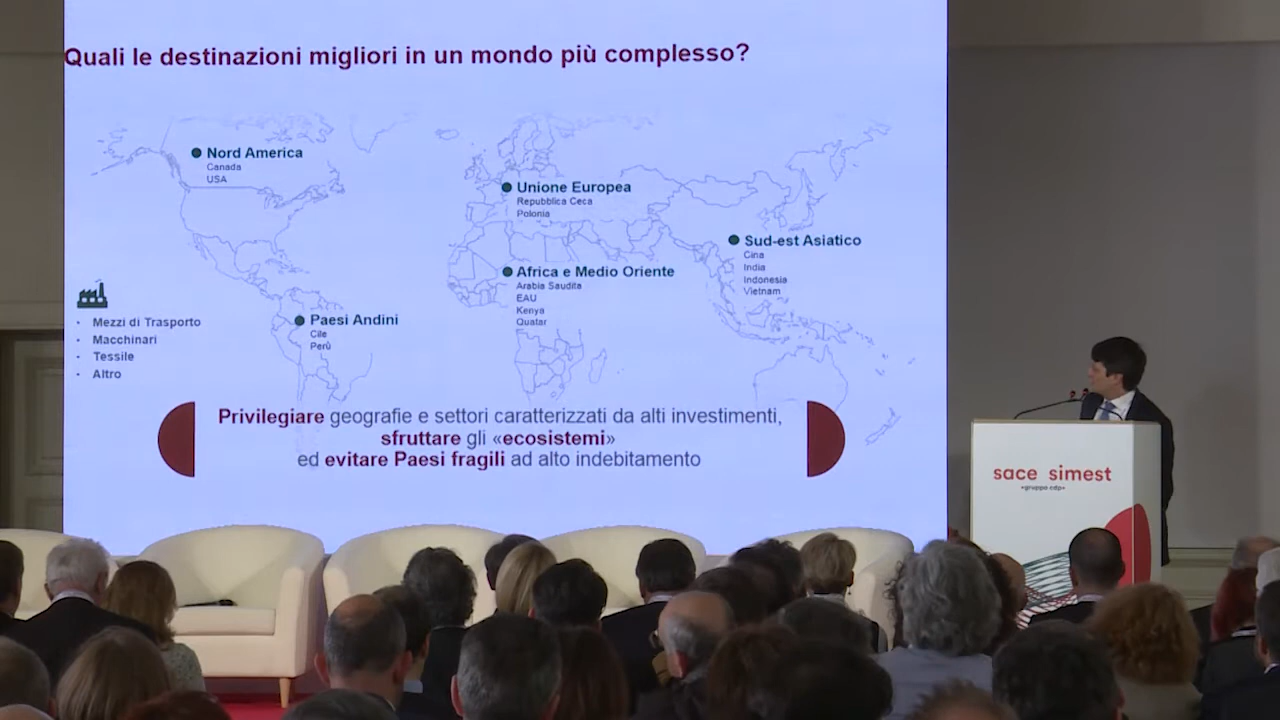 Quali le destinazioni migliori in un mondo più complesso?
Nord America
Canada
USA
Unione Europea
Repubblica Ceca
Polonia
Sud-est Asiatico
Cina
India
Indonesia
Vietnam
Africa e Medio Oriente
Arabia Saudita
EAU
Kenya
Quatar
Paesi Andini
Cile
Perù
• Mezzi di Trasporto
• Macchinari
• Tessile
• Altro
Privilegiare geografie e settori caratterizzati da alti investimenti,
sfruttare gli «ecosistemi»
ed evitare Paesi fragili ad alto indebitamento
sace simest
gruppo cdp